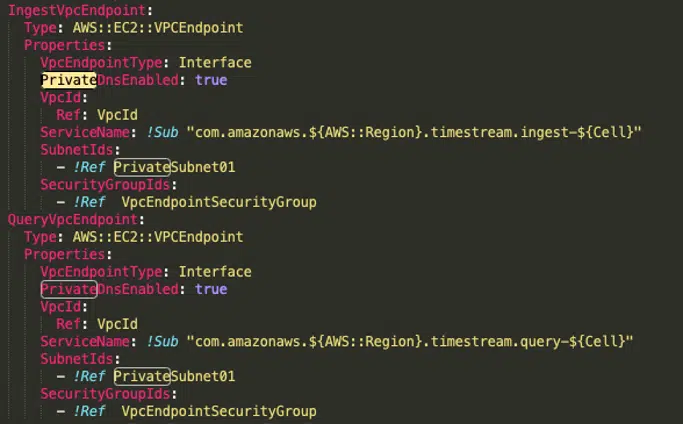 IngestVpcEndpoint:
  Type: AWS::EC2::VPCEndpoint
  Properties:
    VpcEndpointType: Interface
    PrivateDnsEnabled: true
    VpcId:
      Ref: VpcId
    ServiceName: !Sub "com.amazonaws.${AWS::Region}.timestream.ingest-${Cell}"
    SubnetIds:
      - !Ref PrivateSubnet01
    SecurityGroupIds:
      - !Ref  VpcEndpointSecurityGroup
QueryVpcEndpoint:
  Type: AWS::EC2::VPCEndpoint
  Properties:
    VpcEndpointType: Interface
    PrivateDnsEnabled: true
    VpcId:
      Ref: VpcId
    ServiceName: !Sub "com.amazonaws.${AWS::Region}.timestream.query-${Cell}"
    SubnetIds:
      - !Ref PrivateSubnet01
    SecurityGroupIds:
      - !Ref  VpcEndpointSecurityGroup